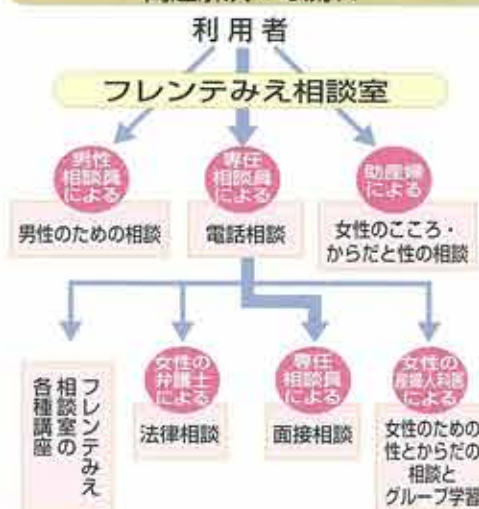 利用者
フレンテみえ相談室
男性
相談員
による
男性のための相談
専任
相談員
による
電話相談
助産婦
による
女性のこころ・
からだと性の相談
フレンテみえ
相談室の
各種講座
女性の
弁護士
による
法律相談
専任
相談員
による
面接相談
女性の
産婦人科医
による
女性のための
性とからだの
相談と
グループ学習